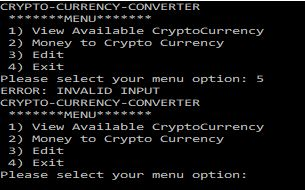 CRYPTO-CURRENCY-CONVERTER
*******MENU*******
1) View Available CryptoCurrency
2) Money to Crypto Currency
3) Edit
4) Exit
Please select your menu option: 5
ERROR: INVALID INPUT
CRYPTO-CURRENCY-CONVERTER
*******MENU*******
1) View Available CryptoCurrency
2) Money to Crypto Currency
3) Edit
4) Exit
Please select your menu option: